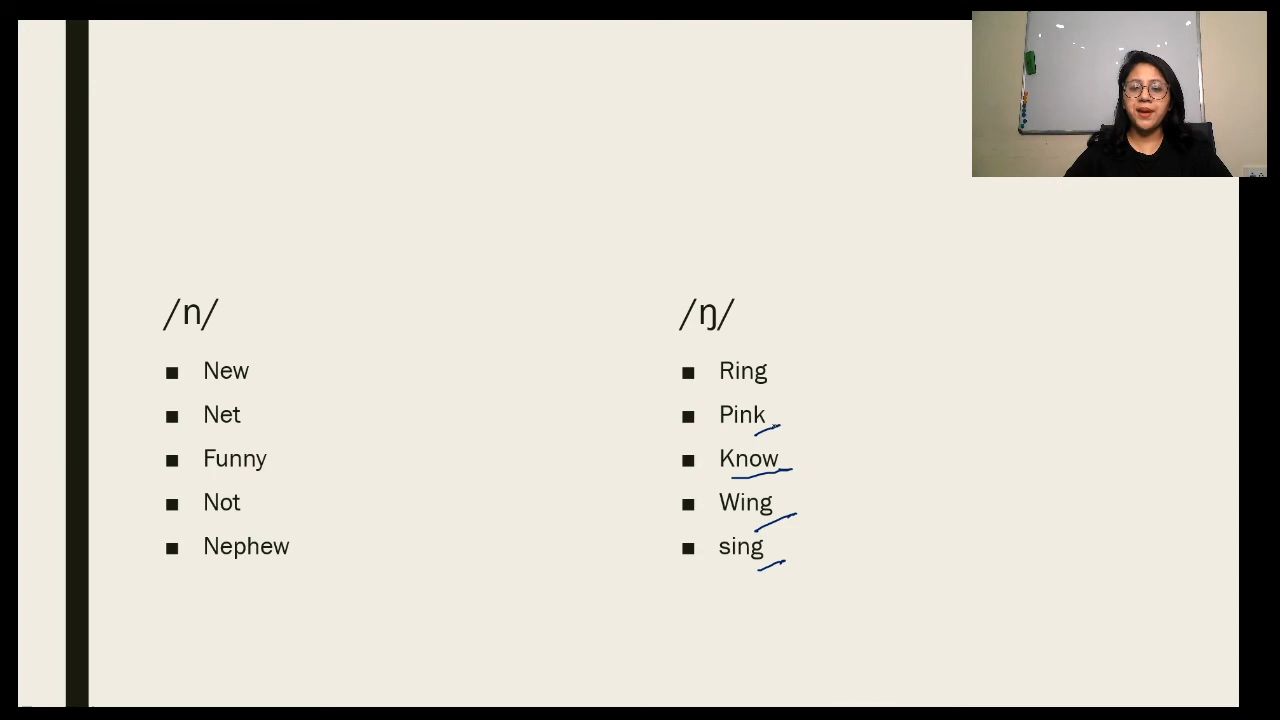 /n/
New
Net
Funny
Not
Nephew
/ŋ/
Ring
Pink
Know
Wing
sing